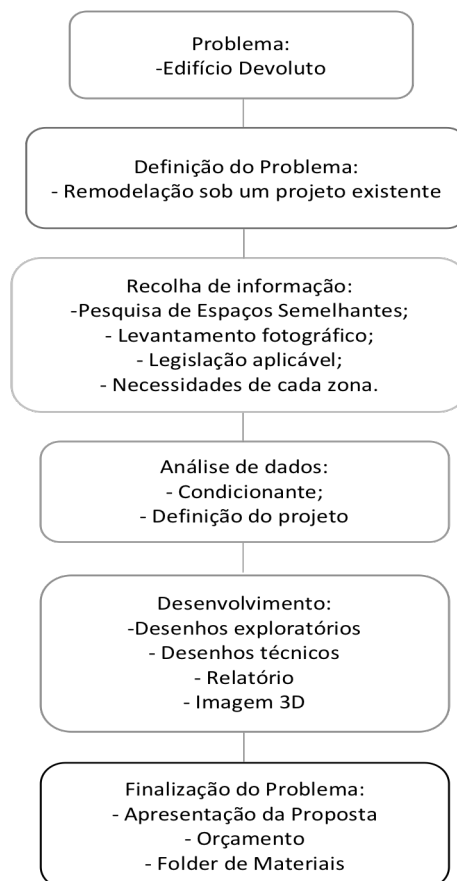 Problema:
-Edifício Devoluto
Definição do Problema:
- Remodelação sob um projeto existente
Recolha de informação:
-Pesquisa de Espaços Semelhantes;
- Levantamento fotográfico;
- Legislação aplicável;
- Necessidades de cada zona.
Análise de dados:
- Condicionante;
- Definição do projeto
Desenvolvimento:
-Desenhos exploratórios
- Desenhos técnicos
- Relatório
- Imagem 3D
Finalização do Problema:
- Apresentação da Proposta
- Orçamento
- Folder de Materiais